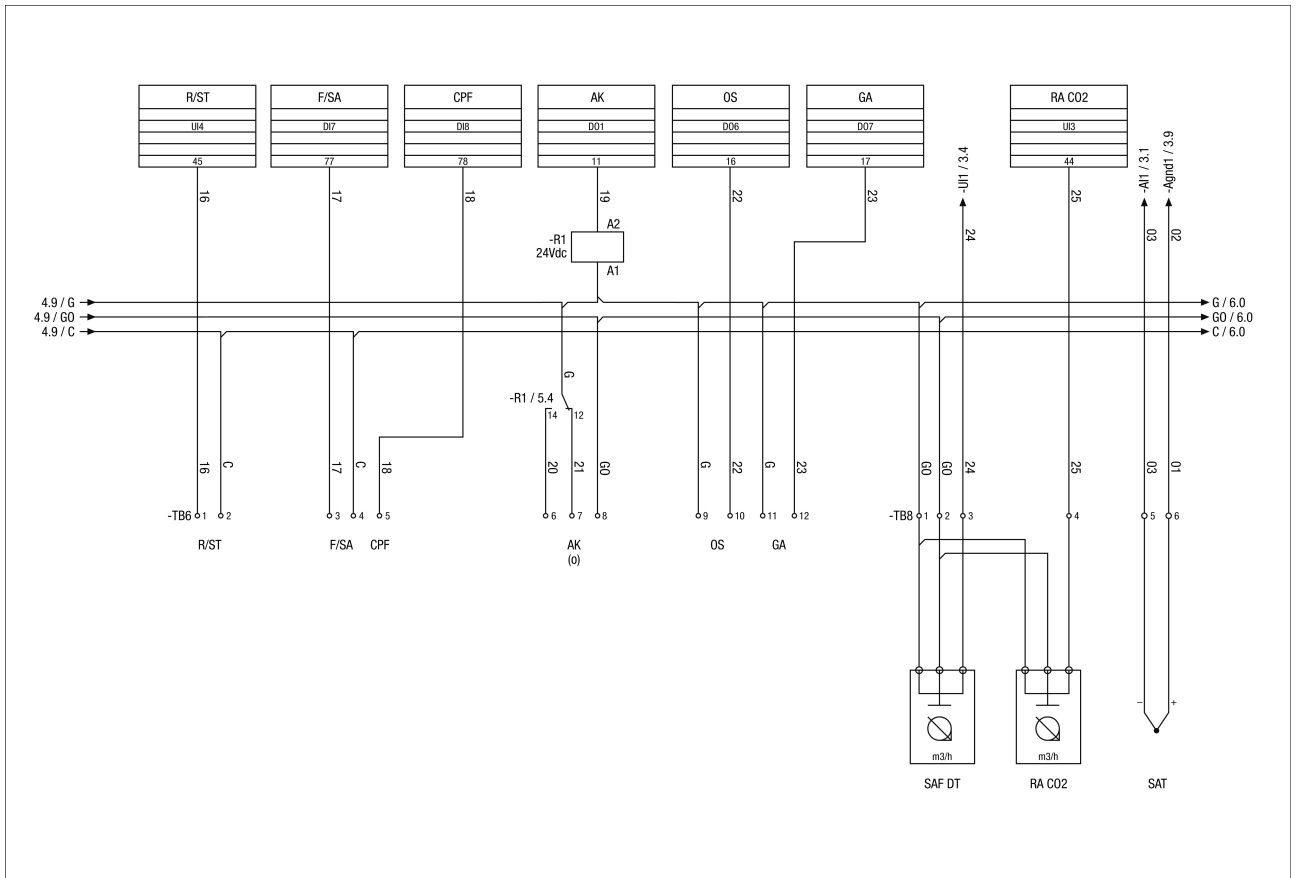 R/ST F/SA CPF AK OS GA RA CO2
UI4 DI7 DI8 DO1 DO6 DO7 UI3
45 77 78 11 16 17 44
-UI1 / 3.4
-AI1 / 3.1
-Agnd1 / 3.9
16 17 18 19 22 23 24 25 03 02
A2
-R1
24Vdc
A1
4.9 / G G / 6.0
4.9 / GO GO / 6.0
4.9 / C C / 6.0
G
-R1 / 5.4
14 12
16 C 17 C 18 20 21 GO G 22 G 23 GO GO 24 25 03 01
-TB6 1 2 3 4 5 6 7 8 9 10 11 12 -TB8 1 2 3 4 5 6
R/ST F/SA CPF AK OS GA
(o)
- +
m3/h m3/h
SAF DT RA CO2 SAT